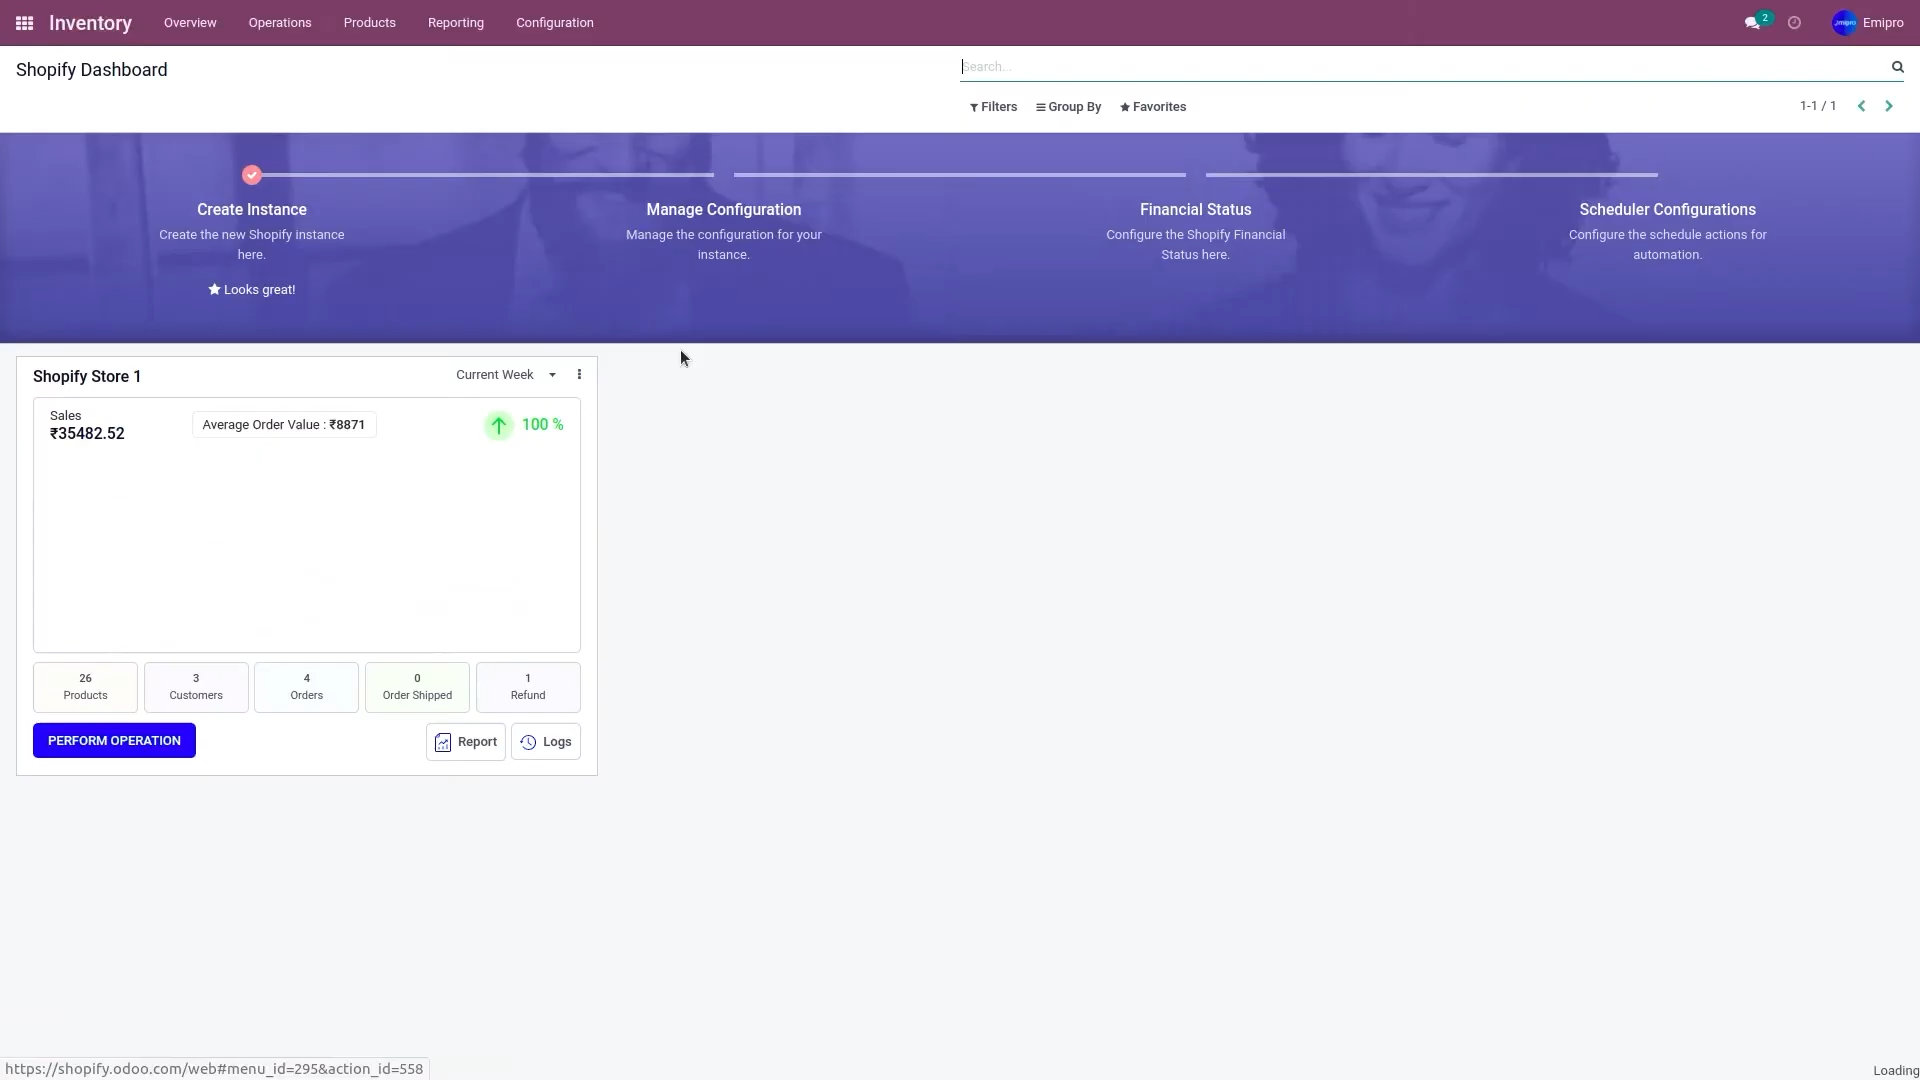 Inventory Overview Operations Products Reporting Configuration 2 Emipro
Shopify Dashboard
Search...
Filters Group By Favorites 1-1 / 1
Create Instance
Create the new Shopify instance
here.
Looks great!
Manage Configuration
Manage the configuration for your
instance.
Financial Status
Configure the Shopify Financial
Status here.
Scheduler Configurations
Configure the schedule actions for
automation.
Shopify Store 1 Current Week
Sales
₹35482.52
Average Order Value : ₹8871
100 %
26
Products
3
Customers
4
Orders
0
Order Shipped
1
Refund
PERFORM OPERATION Report Logs
https://shopify.odoo.com/web#menu_id=295&action_id=558
Loading